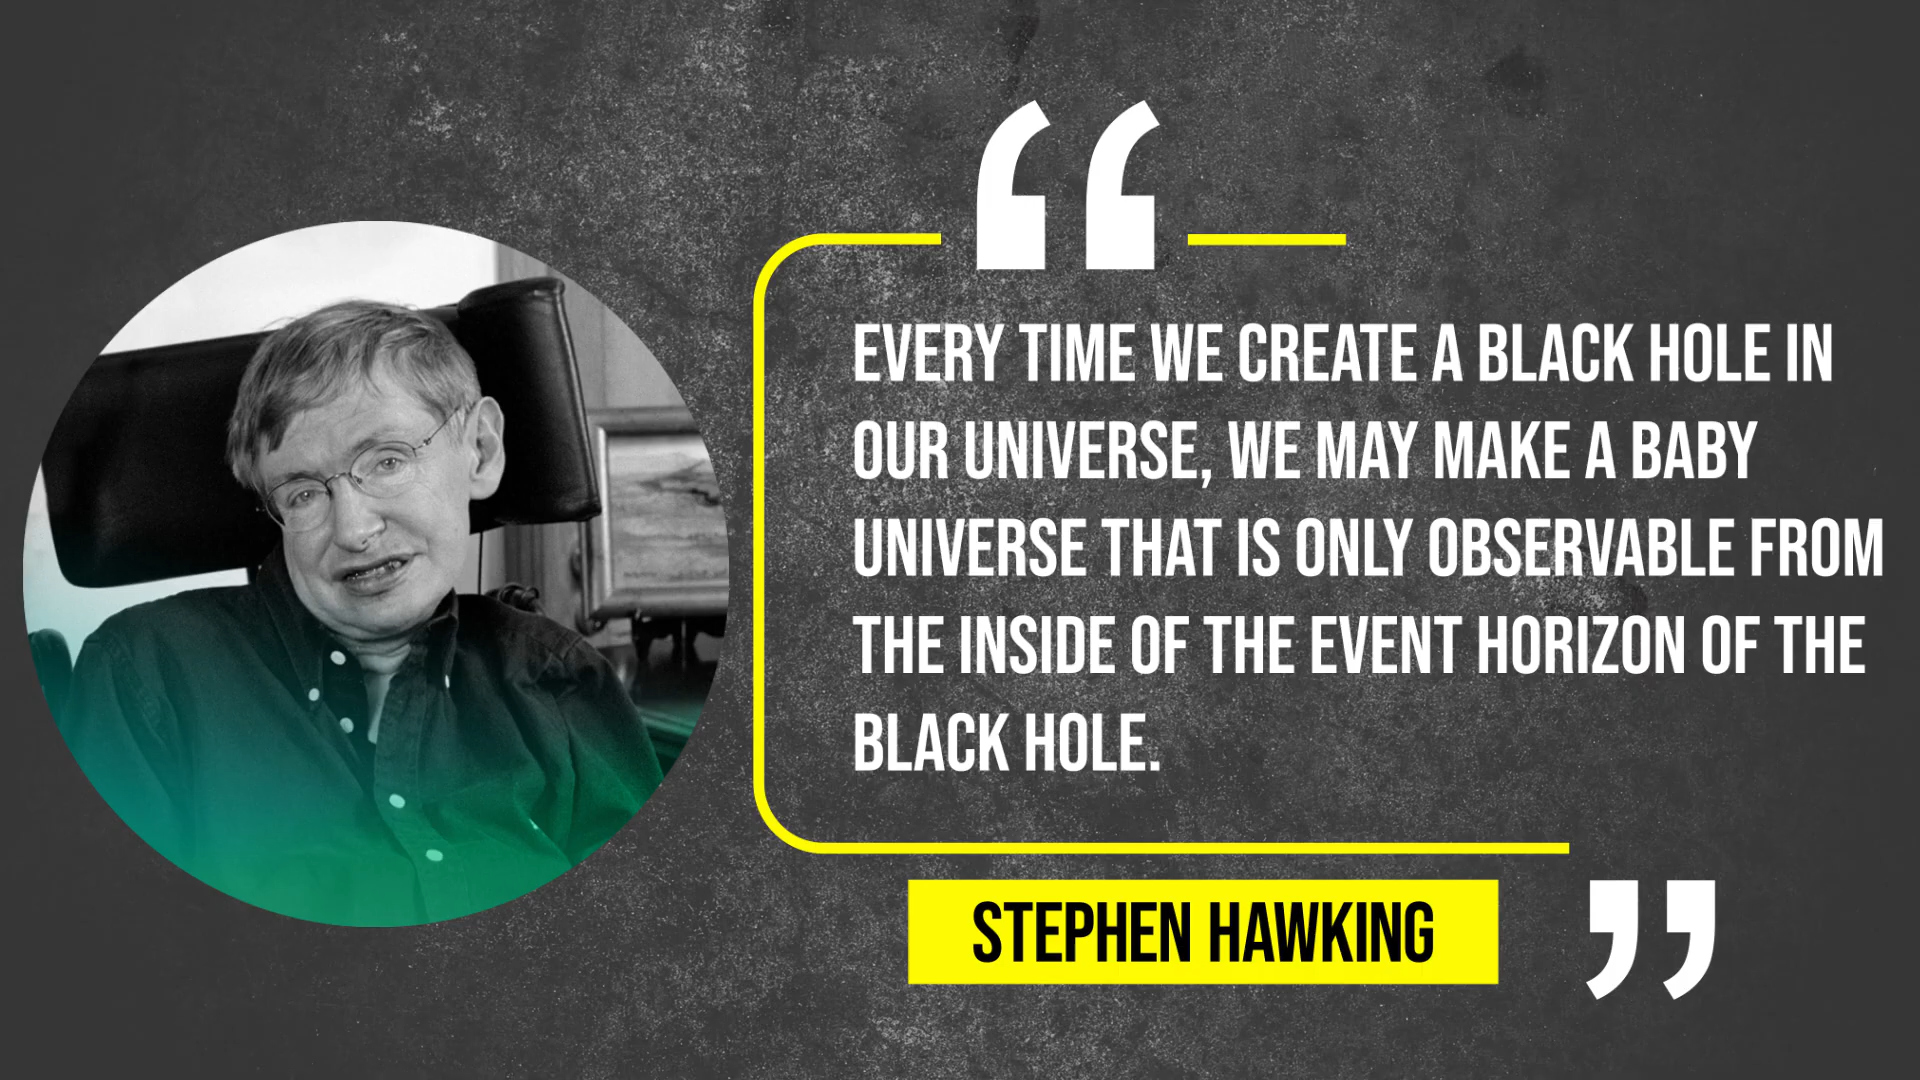 “
EVERY TIME WE CREATE A BLACK HOLE IN
OUR UNIVERSE, WE MAY MAKE A BABY
UNIVERSE THAT IS ONLY OBSERVABLE FROM
THE INSIDE OF THE EVENT HORIZON OF THE
BLACK HOLE.
STEPHEN HAWKING
”